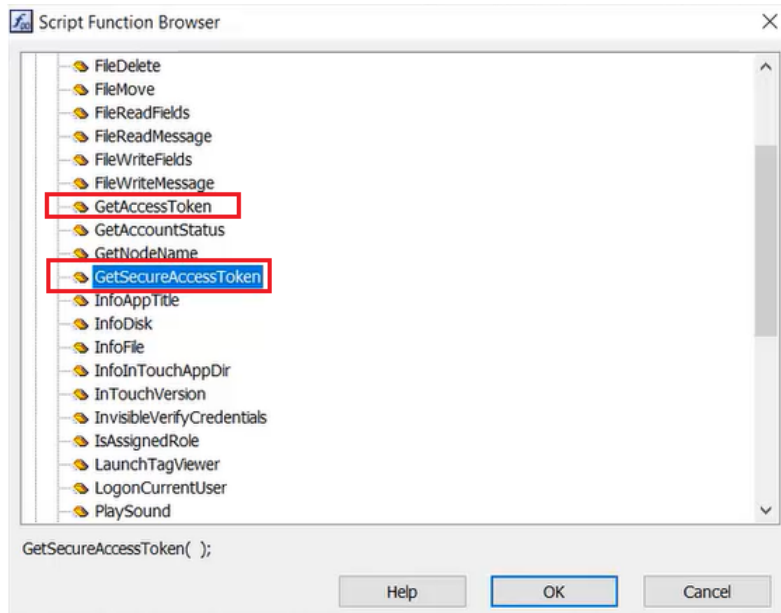 Script Function Browser
FileDelete
FileMove
FileReadFields
FileReadMessage
FileWriteFields
FileWriteMessage
GetAccessToken
GetAccountStatus
GetNodeName
GetSecureAccessToken
InfoAppTitle
InfoDisk
InfoFile
InfoInTouchAppDir
InTouchVersion
InvisibleVerifyCredentials
IsAssignedRole
LaunchTagViewer
LogonCurrentUser
PlaySound
GetSecureAccessToken( );
Help OK Cancel